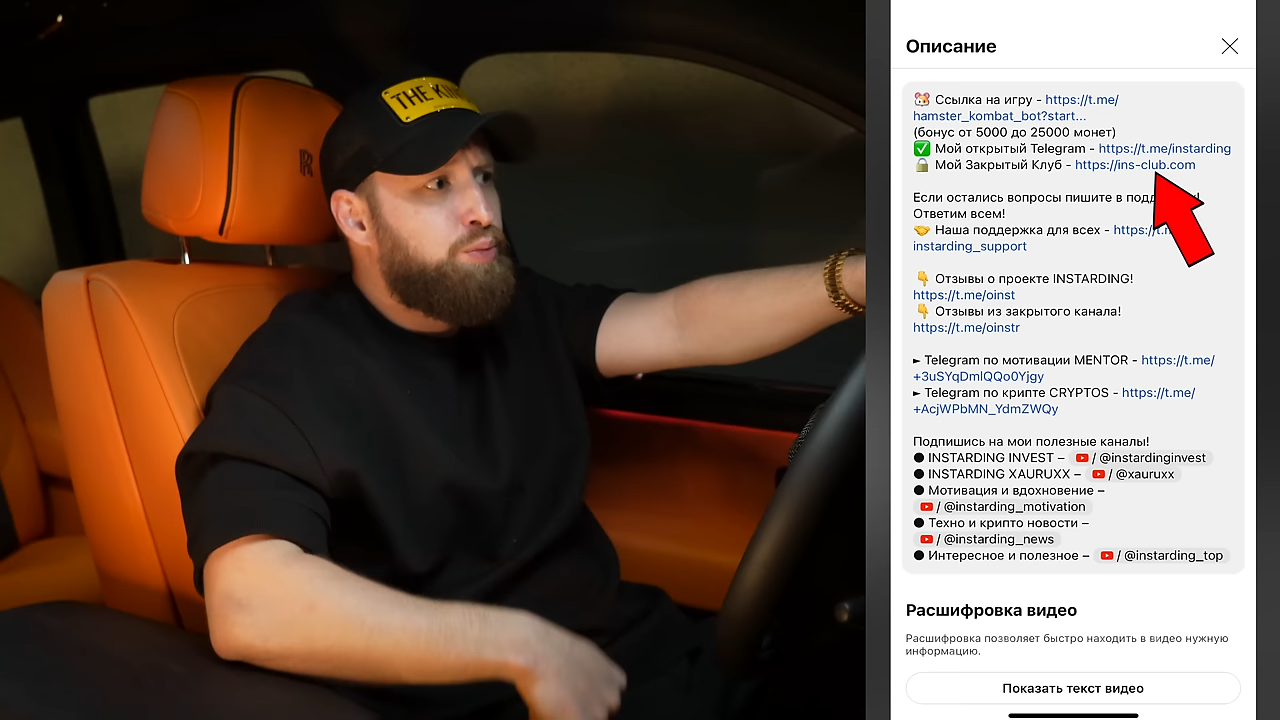 THE KIN
RR
Описание
🐹 Ссылка на игру - https://t.me/
hamster_kombat_bot?start...
(бонус от 5000 до 25000 монет)
✅ Мой открытый Telegram - https://t.me/instarding
🔒 Мой Закрытый Клуб - https://ins-club.com
Если остались вопросы пишите в
Ответим всем!
🤝 Наша поддержка для всех -
instarding_support
👇 Отзывы о проекте INSTARDING!
https://t.me/oinst
👇 Отзывы из закрытого канала!
https://t.me/oinstr
► Telegram по мотивации MENTOR - https://t.me/
+3uSYqDmlQQo0Yjgy
► Telegram по крипте CRYPTOS - https://t.me/
+AcjWPbMN_YdmZWQy
Подпишись на мои полезные каналы!
● INSTARDING INVEST – / @instardinginvest
● INSTARDING XAURUXX – / @xauruxx
● Мотивация и вдохновение –
/ @instarding_motivation
● Техно и крипто новости –
/ @instarding_news
● Интересное и полезное – / @instarding_top
Расшифровка видео
Расшифровка позволяет быстро находить в видео нужную
информацию.
Показать текст видео